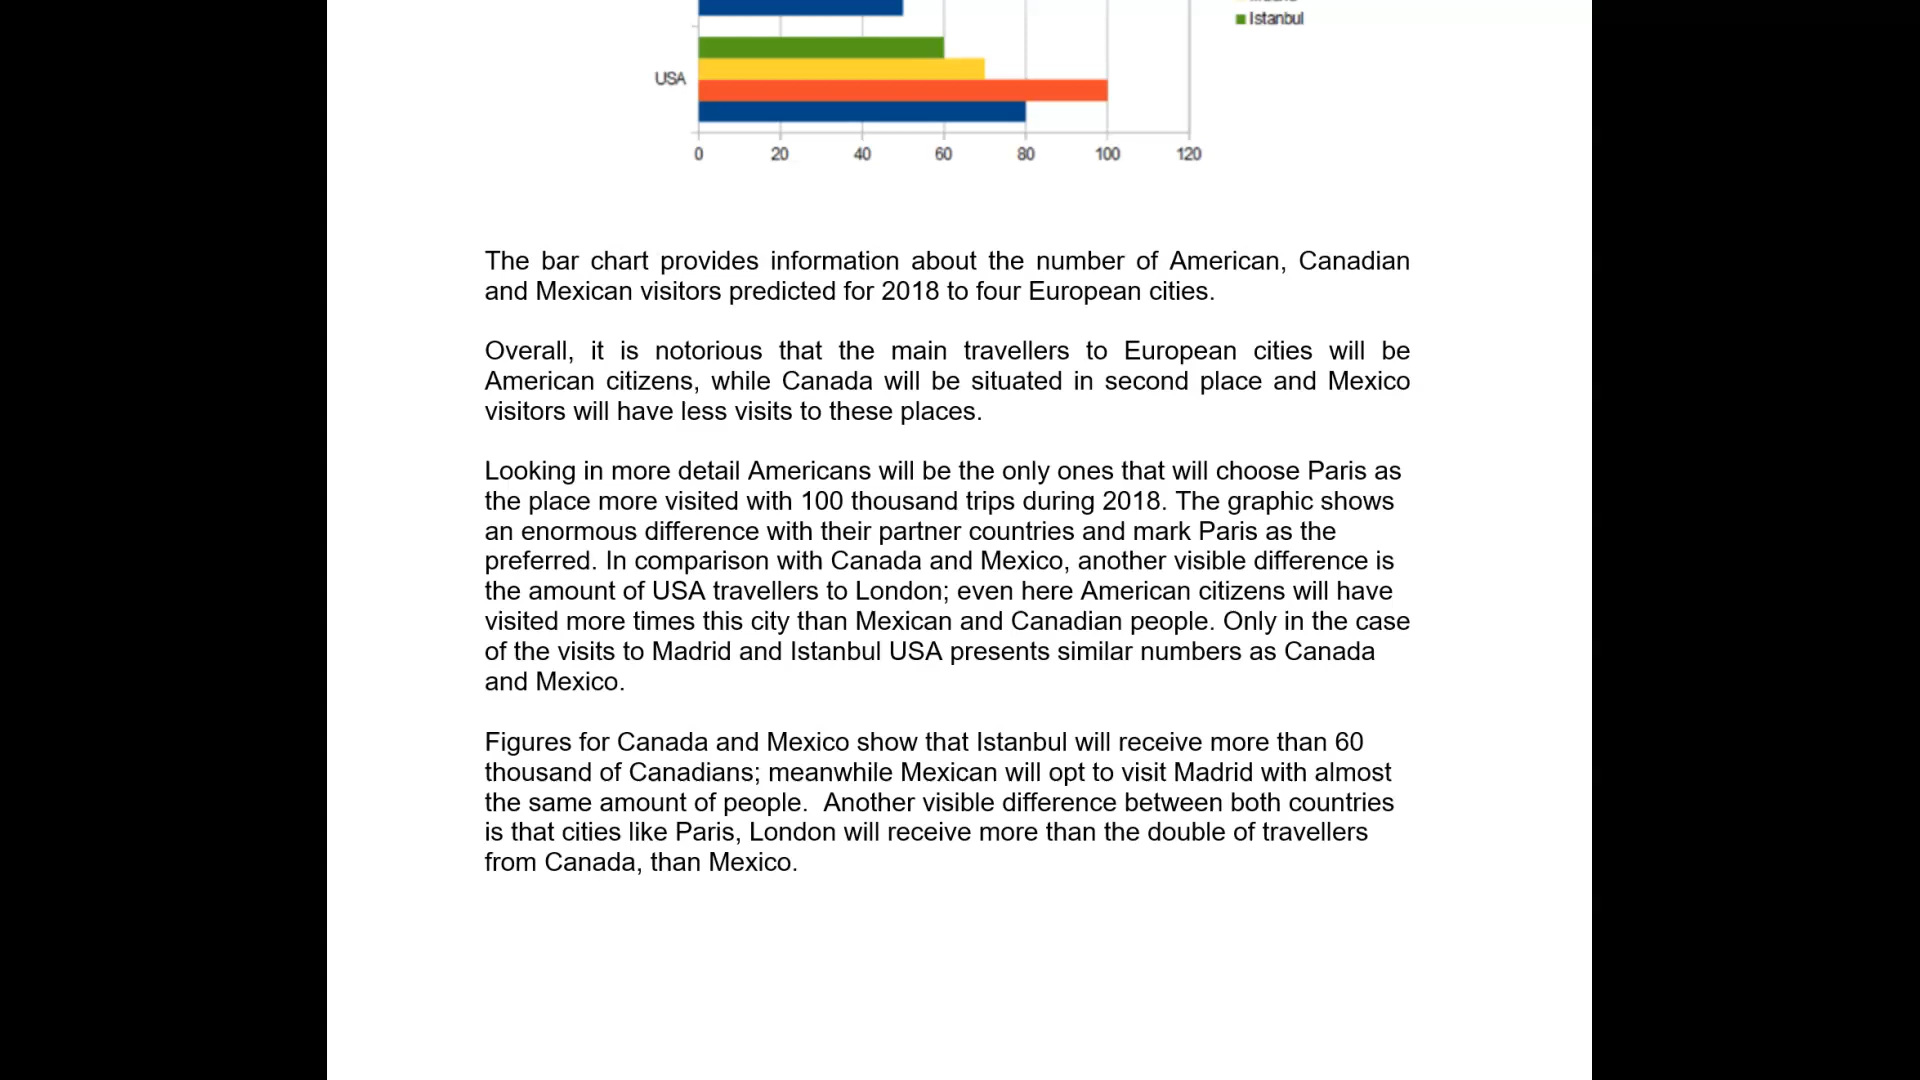 Istanbul
USA
0 20 40 60 80 100 120
The bar chart provides information about the number of American, Canadian
and Mexican visitors predicted for 2018 to four European cities.
Overall, it is notorious that the main travellers to European cities will be
American citizens, while Canada will be situated in second place and Mexico
visitors will have less visits to these places.
Looking in more detail Americans will be the only ones that will choose Paris as
the place more visited with 100 thousand trips during 2018. The graphic shows
an enormous difference with their partner countries and mark Paris as the
preferred. In comparison with Canada and Mexico, another visible difference is
the amount of USA travellers to London; even here American citizens will have
visited more times this city than Mexican and Canadian people. Only in the case
of the visits to Madrid and Istanbul USA presents similar numbers as Canada
and Mexico.
Figures for Canada and Mexico show that Istanbul will receive more than 60
thousand of Canadians; meanwhile Mexican will opt to visit Madrid with almost
the same amount of people.  Another visible difference between both countries
is that cities like Paris, London will receive more than the double of travellers
from Canada, than Mexico.